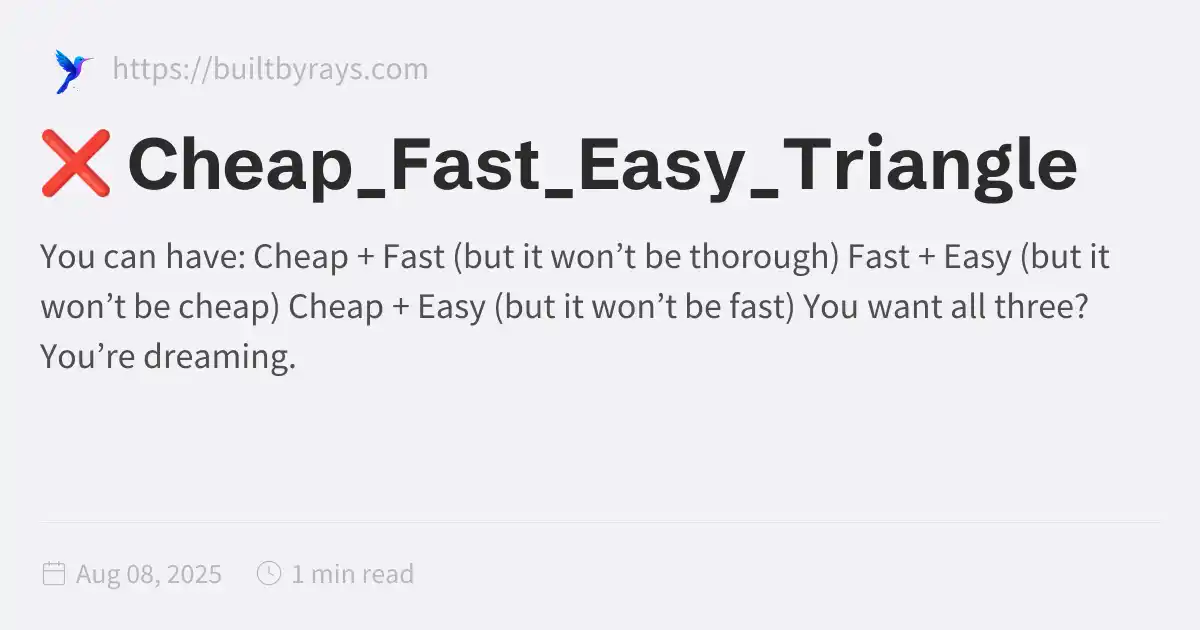 https://builtbyrays.com
❌ Cheap_Fast_Easy_Triangle
You can have: Cheap + Fast (but it won’t be thorough) Fast + Easy (but it
won’t be cheap) Cheap + Easy (but it won’t be fast) You want all three?
You’re dreaming.
Aug 08, 2025 1 min read